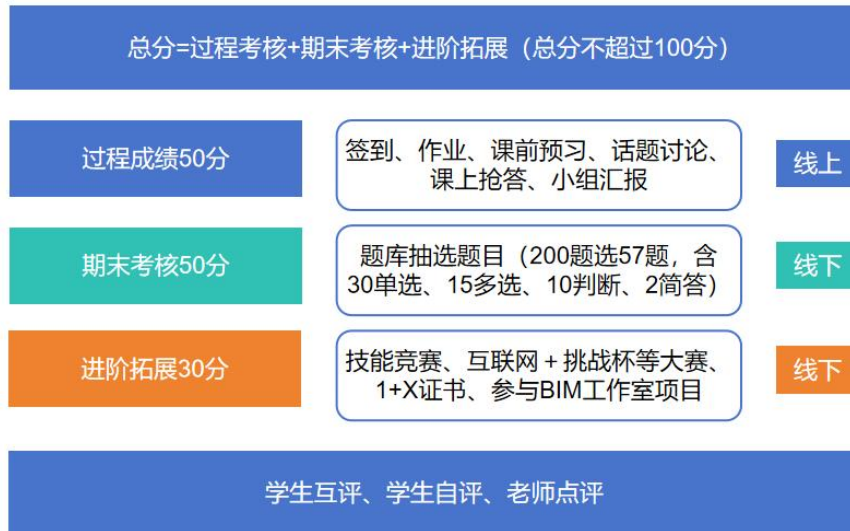 总分=过程考核+期末考核+进阶拓展（总分不超过100分）
过程成绩50分
签到、作业、课前预习、话题讨论、
课上抢答、小组汇报
线上
期末考核50分
题库抽选题目（200题选57题，含
30单选、15多选、10判断、2简答）
线下
进阶拓展30分
技能竞赛、互联网＋挑战杯等大赛、
1+X证书、参与BIM工作室项目
线下
学生互评、学生自评、老师点评